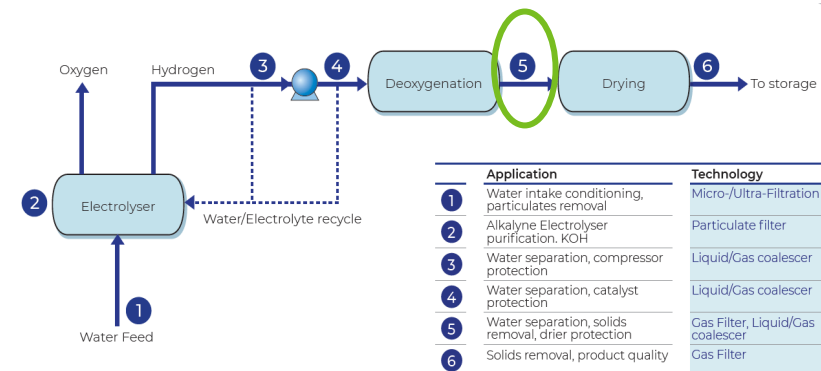 Oxygen
Hydrogen
3
4
Deoxygenation
5
Drying
6
To storage
2
Electrolyser
Water/Electrolyte recycle
1
Water Feed
Application Technology
1 Water intake conditioning, Micro-/Ultra-Filtration
particulates removal
2 Alkalyne Electrolyser Particulate filter
purification. KOH
3 Water separation, compressor Liquid/Gas coalescer
protection
4 Water separation, catalyst Liquid/Gas coalescer
protection
5 Water separation, solids Gas Filter, Liquid/Gas
removal, drier protection coalescer
6 Solids removal, product quality Gas Filter